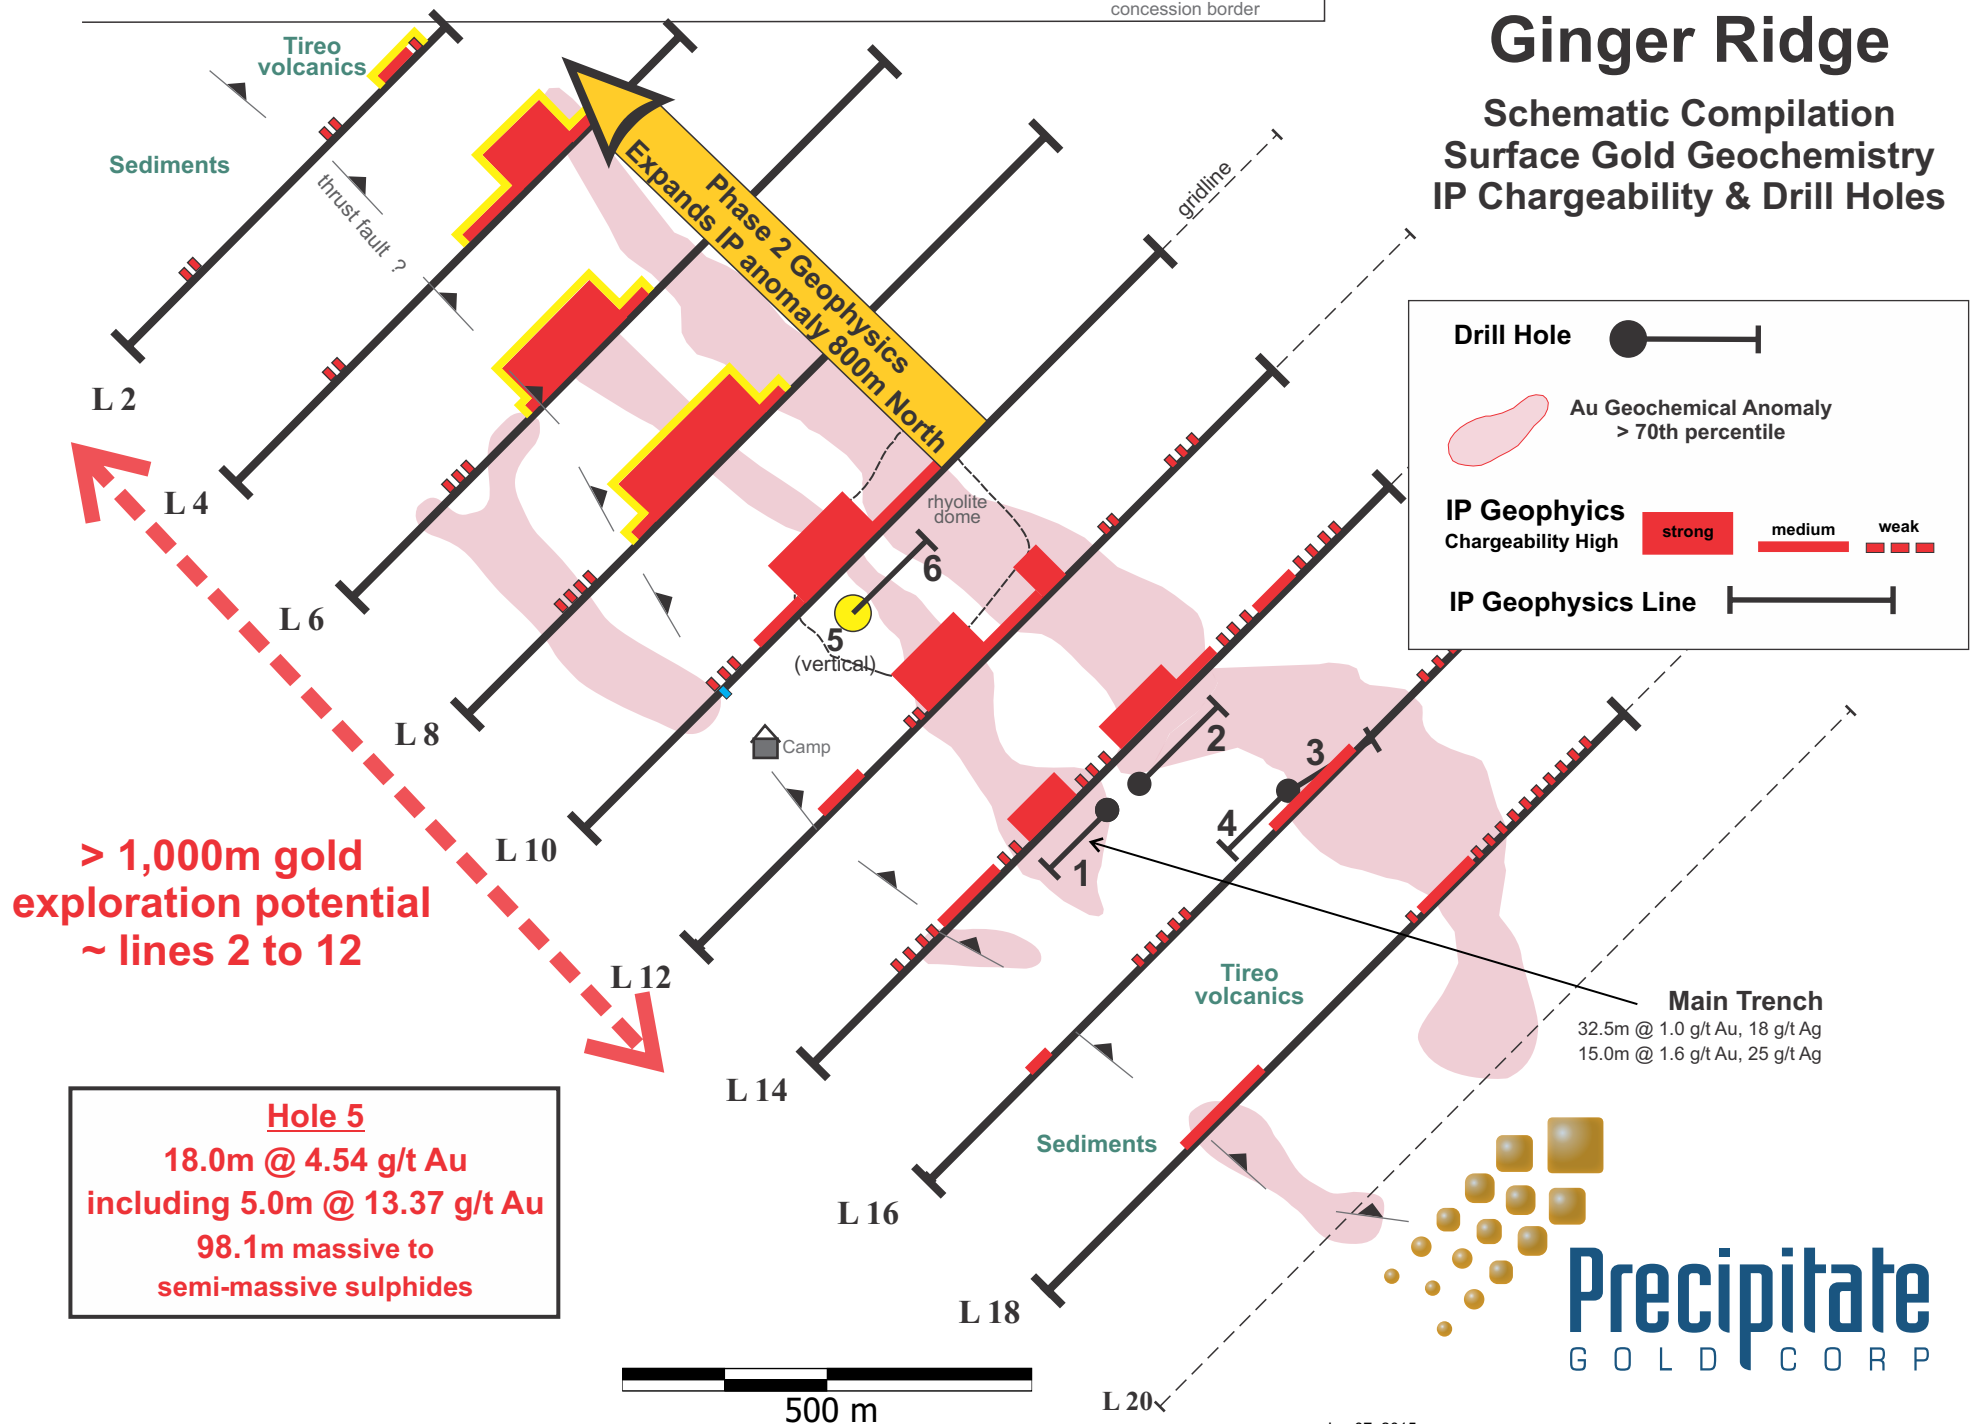 concession border
Ginger Ridge
Schematic Compilation
Surface Gold Geochemistry
IP Chargeability & Drill Holes
Tireo
volcanics
Sediments
thrust fault ?
Phase 2 Geophysics
Expands IP anomaly 800m North
gridline
Drill Hole
Au Geochemical Anomaly
> 70th percentile
IP Geophyics
Chargeability High
strong
medium
weak
IP Geophysics Line
L 2
L 4
L 6
L 8
L 10
L 12
L 14
L 16
L 18
L 20
rhyolite
dome
6
5
(vertical)
Camp
2
3
4
1
> 1,000m gold
exploration potential
~ lines 2 to 12
Tireo
volcanics
Sediments
Main Trench
32.5m @ 1.0 g/t Au, 18 g/t Ag
15.0m @ 1.6 g/t Au, 25 g/t Ag
Hole 5
18.0m @ 4.54 g/t Au
including 5.0m @ 13.37 g/t Au
98.1m massive to
semi-massive sulphides
500 m
Precipitate
GOLD CORP